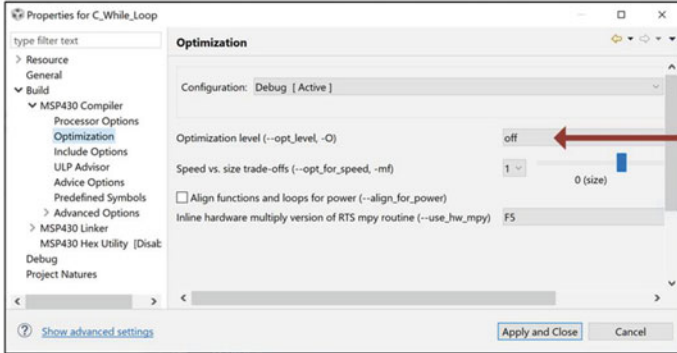 Properties for C_While_Loop
type filter text
Resource
General
Build
MSP430 Compiler
Processor Options
Optimization
Include Options
ULP Advisor
Advice Options
Predefined Symbols
Advanced Options
MSP430 Linker
MSP430 Hex Utility [Disab
Debug
Project Natures
Optimization
Configuration: Debug [ Active ]
Optimization level (--opt_level, -O) off
Speed vs. size trade-offs (--opt_for_speed, -mf) 1
0 (size)
Align functions and loops for power (--align_for_power)
Inline hardware multiply version of RTS mpy routine (--use_hw_mpy) F5
Show advanced settings
Apply and Close Cancel